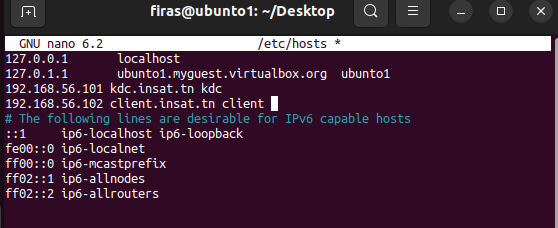 firas@ubunto1: ~/Desktop
GNU nano 6.2 /etc/hosts *
127.0.0.1 localhost
127.0.1.1 ubunto1.myguest.virtualbox.org ubunto1
192.168.56.101 kdc.insat.tn kdc
192.168.56.102 client.insat.tn client
# The following lines are desirable for IPv6 capable hosts
::1 ip6-localhost ip6-loopback
fe00::0 ip6-localnet
ff00::0 ip6-mcastprefix
ff02::1 ip6-allnodes
ff02::2 ip6-allrouters